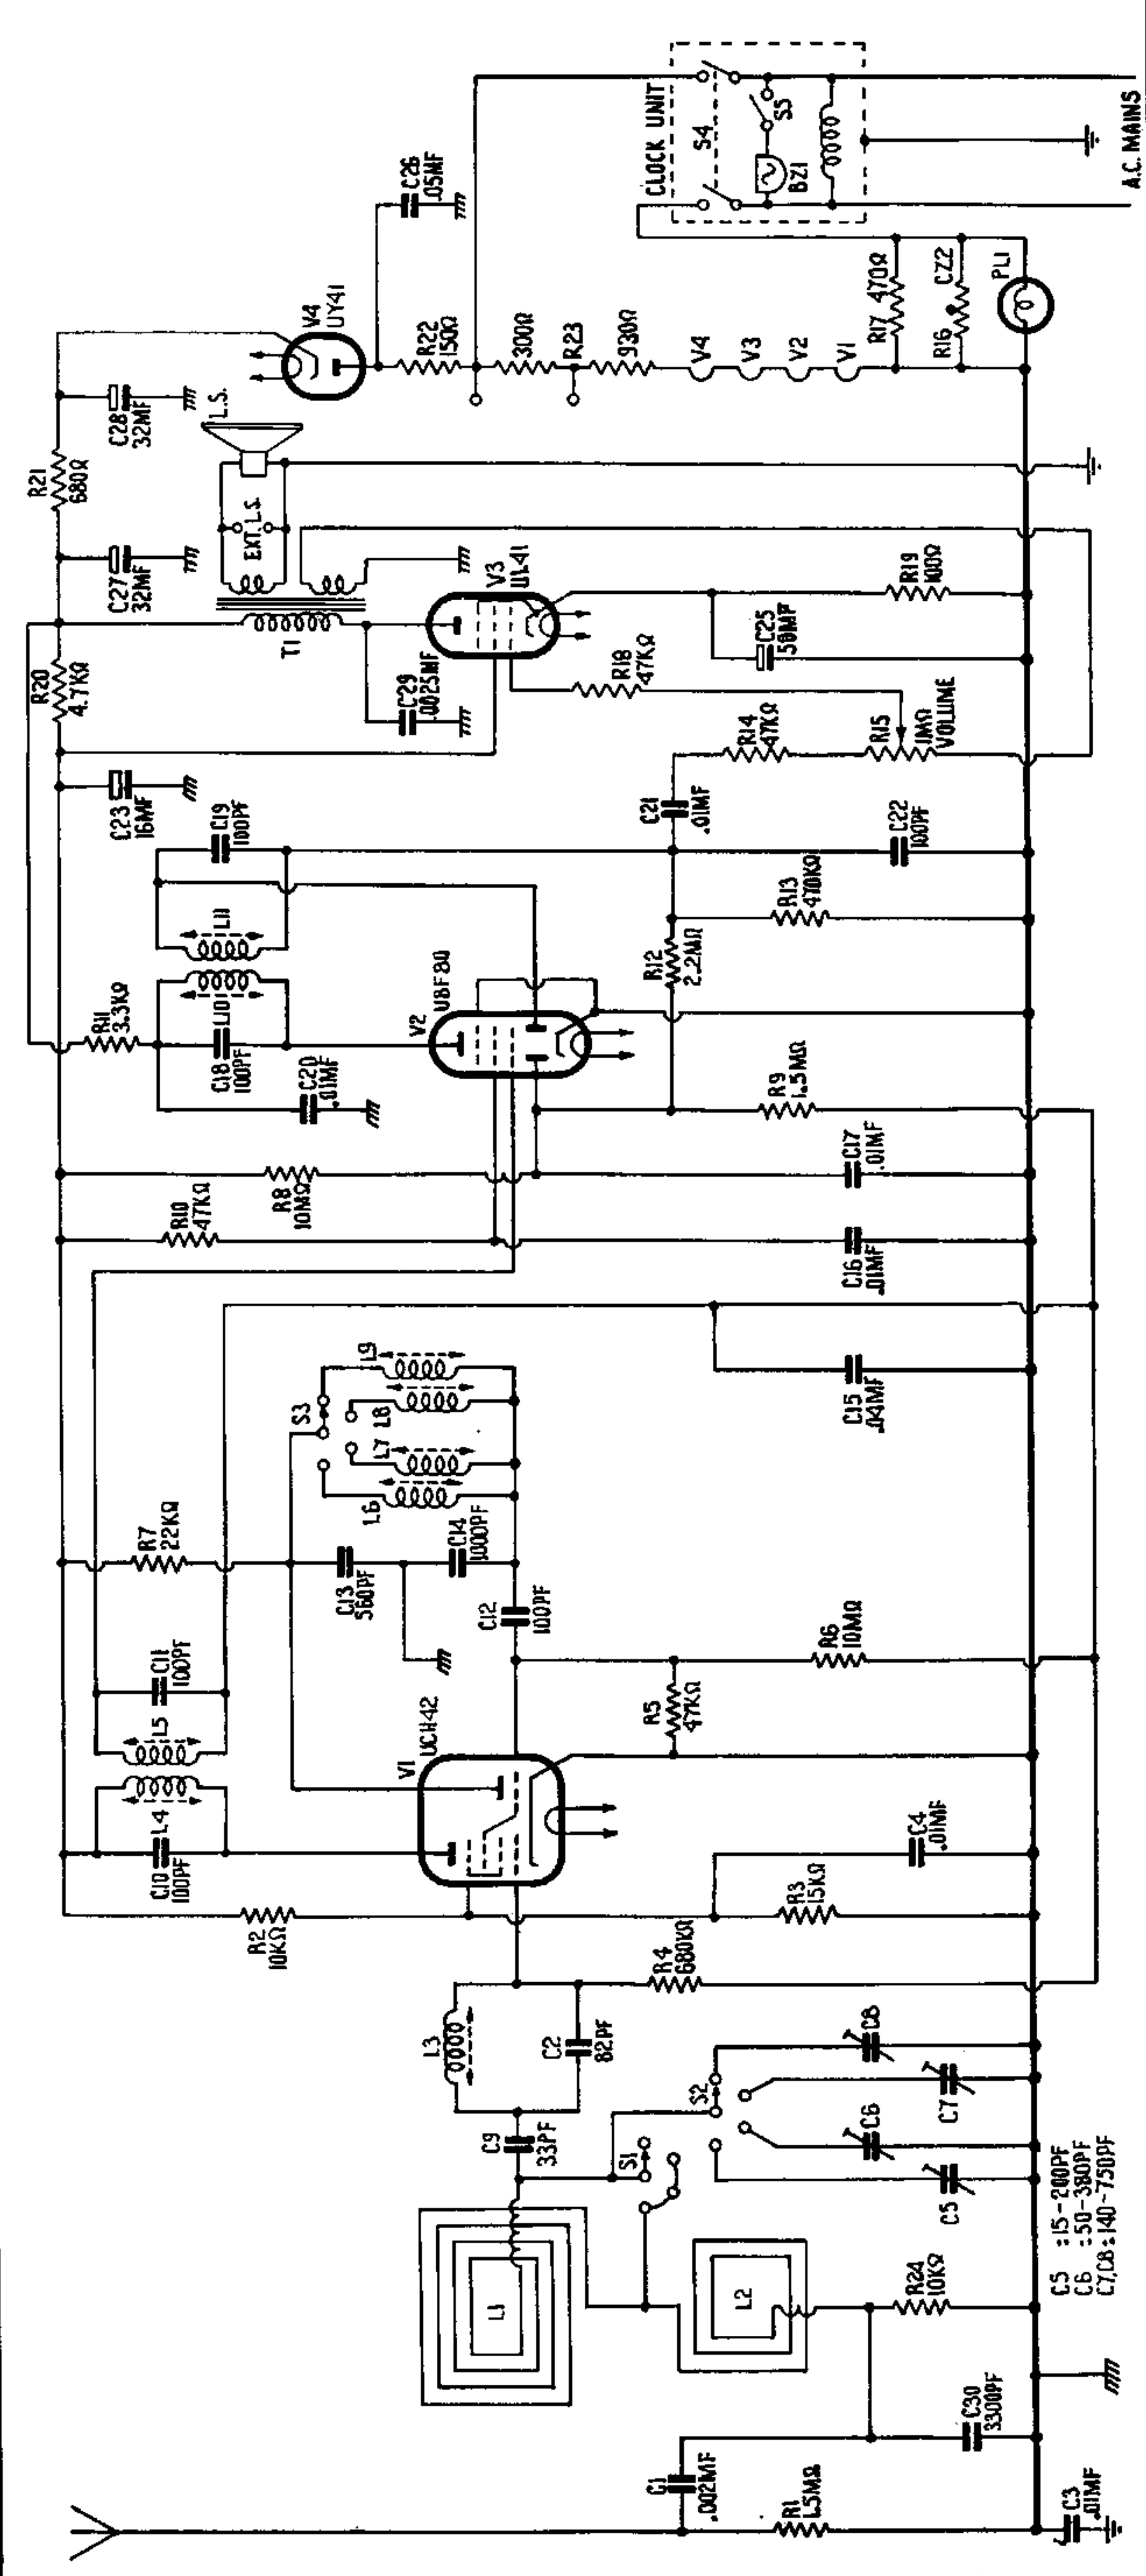 C1
.002MF
R1
1.5MΩ
C3
.01MF
L1
L2
C30
3300PF
R24
10KΩ
C9
33PF
S1
L3
C2
82PF
S2
C5
C6
C7
C8
C5 :15-200PF
C6 :50-380PF
C7,C8:140-750PF
R4
680KΩ
R2
10KΩ
R3
15KΩ
C4
.01MF
C10
100PF
L4
L5
C11
100PF
V1
UCH42
R5
47KΩ
R6
10MΩ
R7
22KΩ
C13
560PF
C12
100PF
C14
1000PF
L6
L7
L8
L9
S3
C15
.04MF
R10
47KΩ
R8
10MΩ
C16
.01MF
C17
.01MF
R11
3.3KΩ
C18
100PF
L10
L11
C19
100PF
C20
.01MF
V2
UBF80
R9
1.5MΩ
R12
2.2MΩ
R13
470KΩ
C22
100PF
C21
.01MF
C23
16MF
R20
4.7KΩ
R14
47KΩ
R15
1MΩ
VOLUME
C29
.0025MF
T1
R18
47KΩ
V3
UL41
C25
50MF
R19
100Ω
C27
32MF
R21
680Ω
C28
32MF
EXT. L.S.
L.S.
V4
UY41
C26
.05MF
R22
150Ω
300Ω
R23
930Ω
V4
V3
V2
V1
R17
470Ω
R16
CZ2
PL1
CLOCK UNIT
S4
S5
BZ1
A.C. MAINS